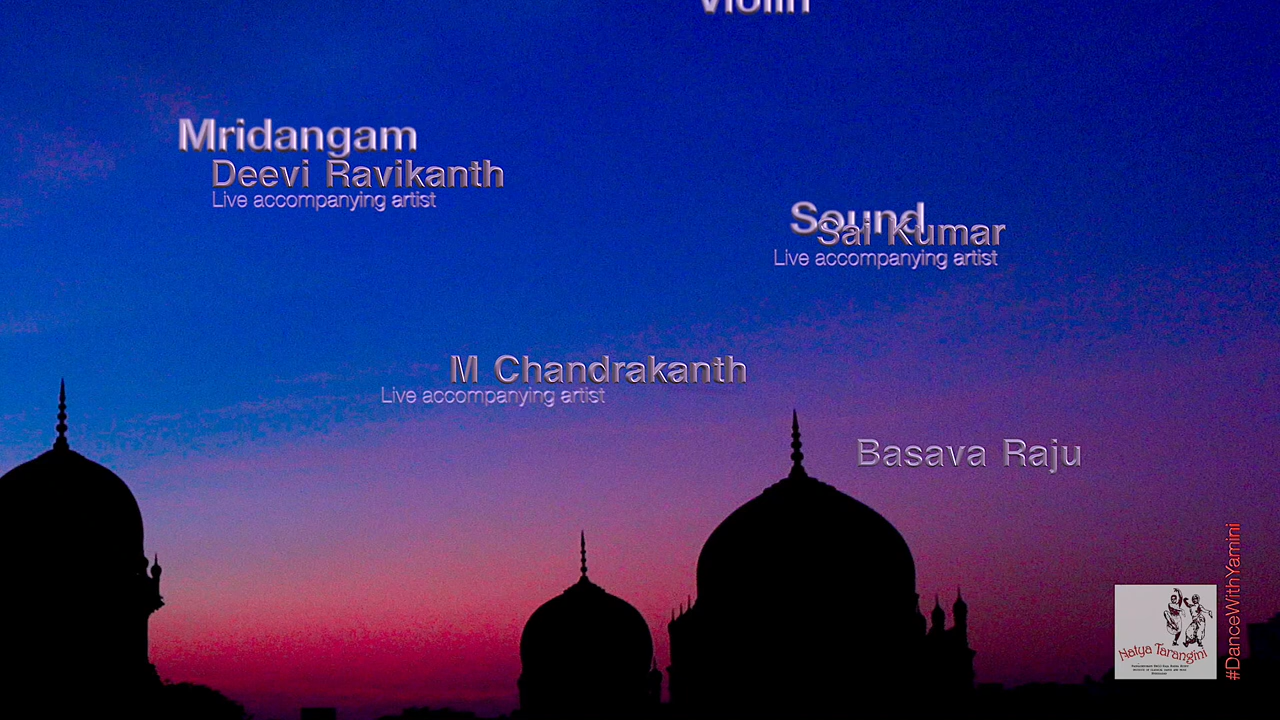 Violin
Mridangam
Deevi Ravikanth
Live accompanying artist
Sound
Sai Kumar
Live accompanying artist
M Chandrakanth
Live accompanying artist
Basava Raju
#DanceWithYamini
Natya Tarangini